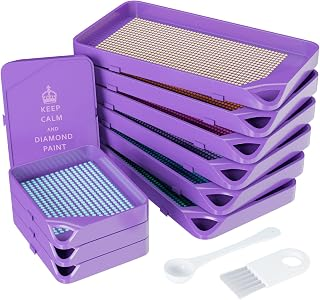 KEEP
CALM
AND
DIAMOND
PAINT